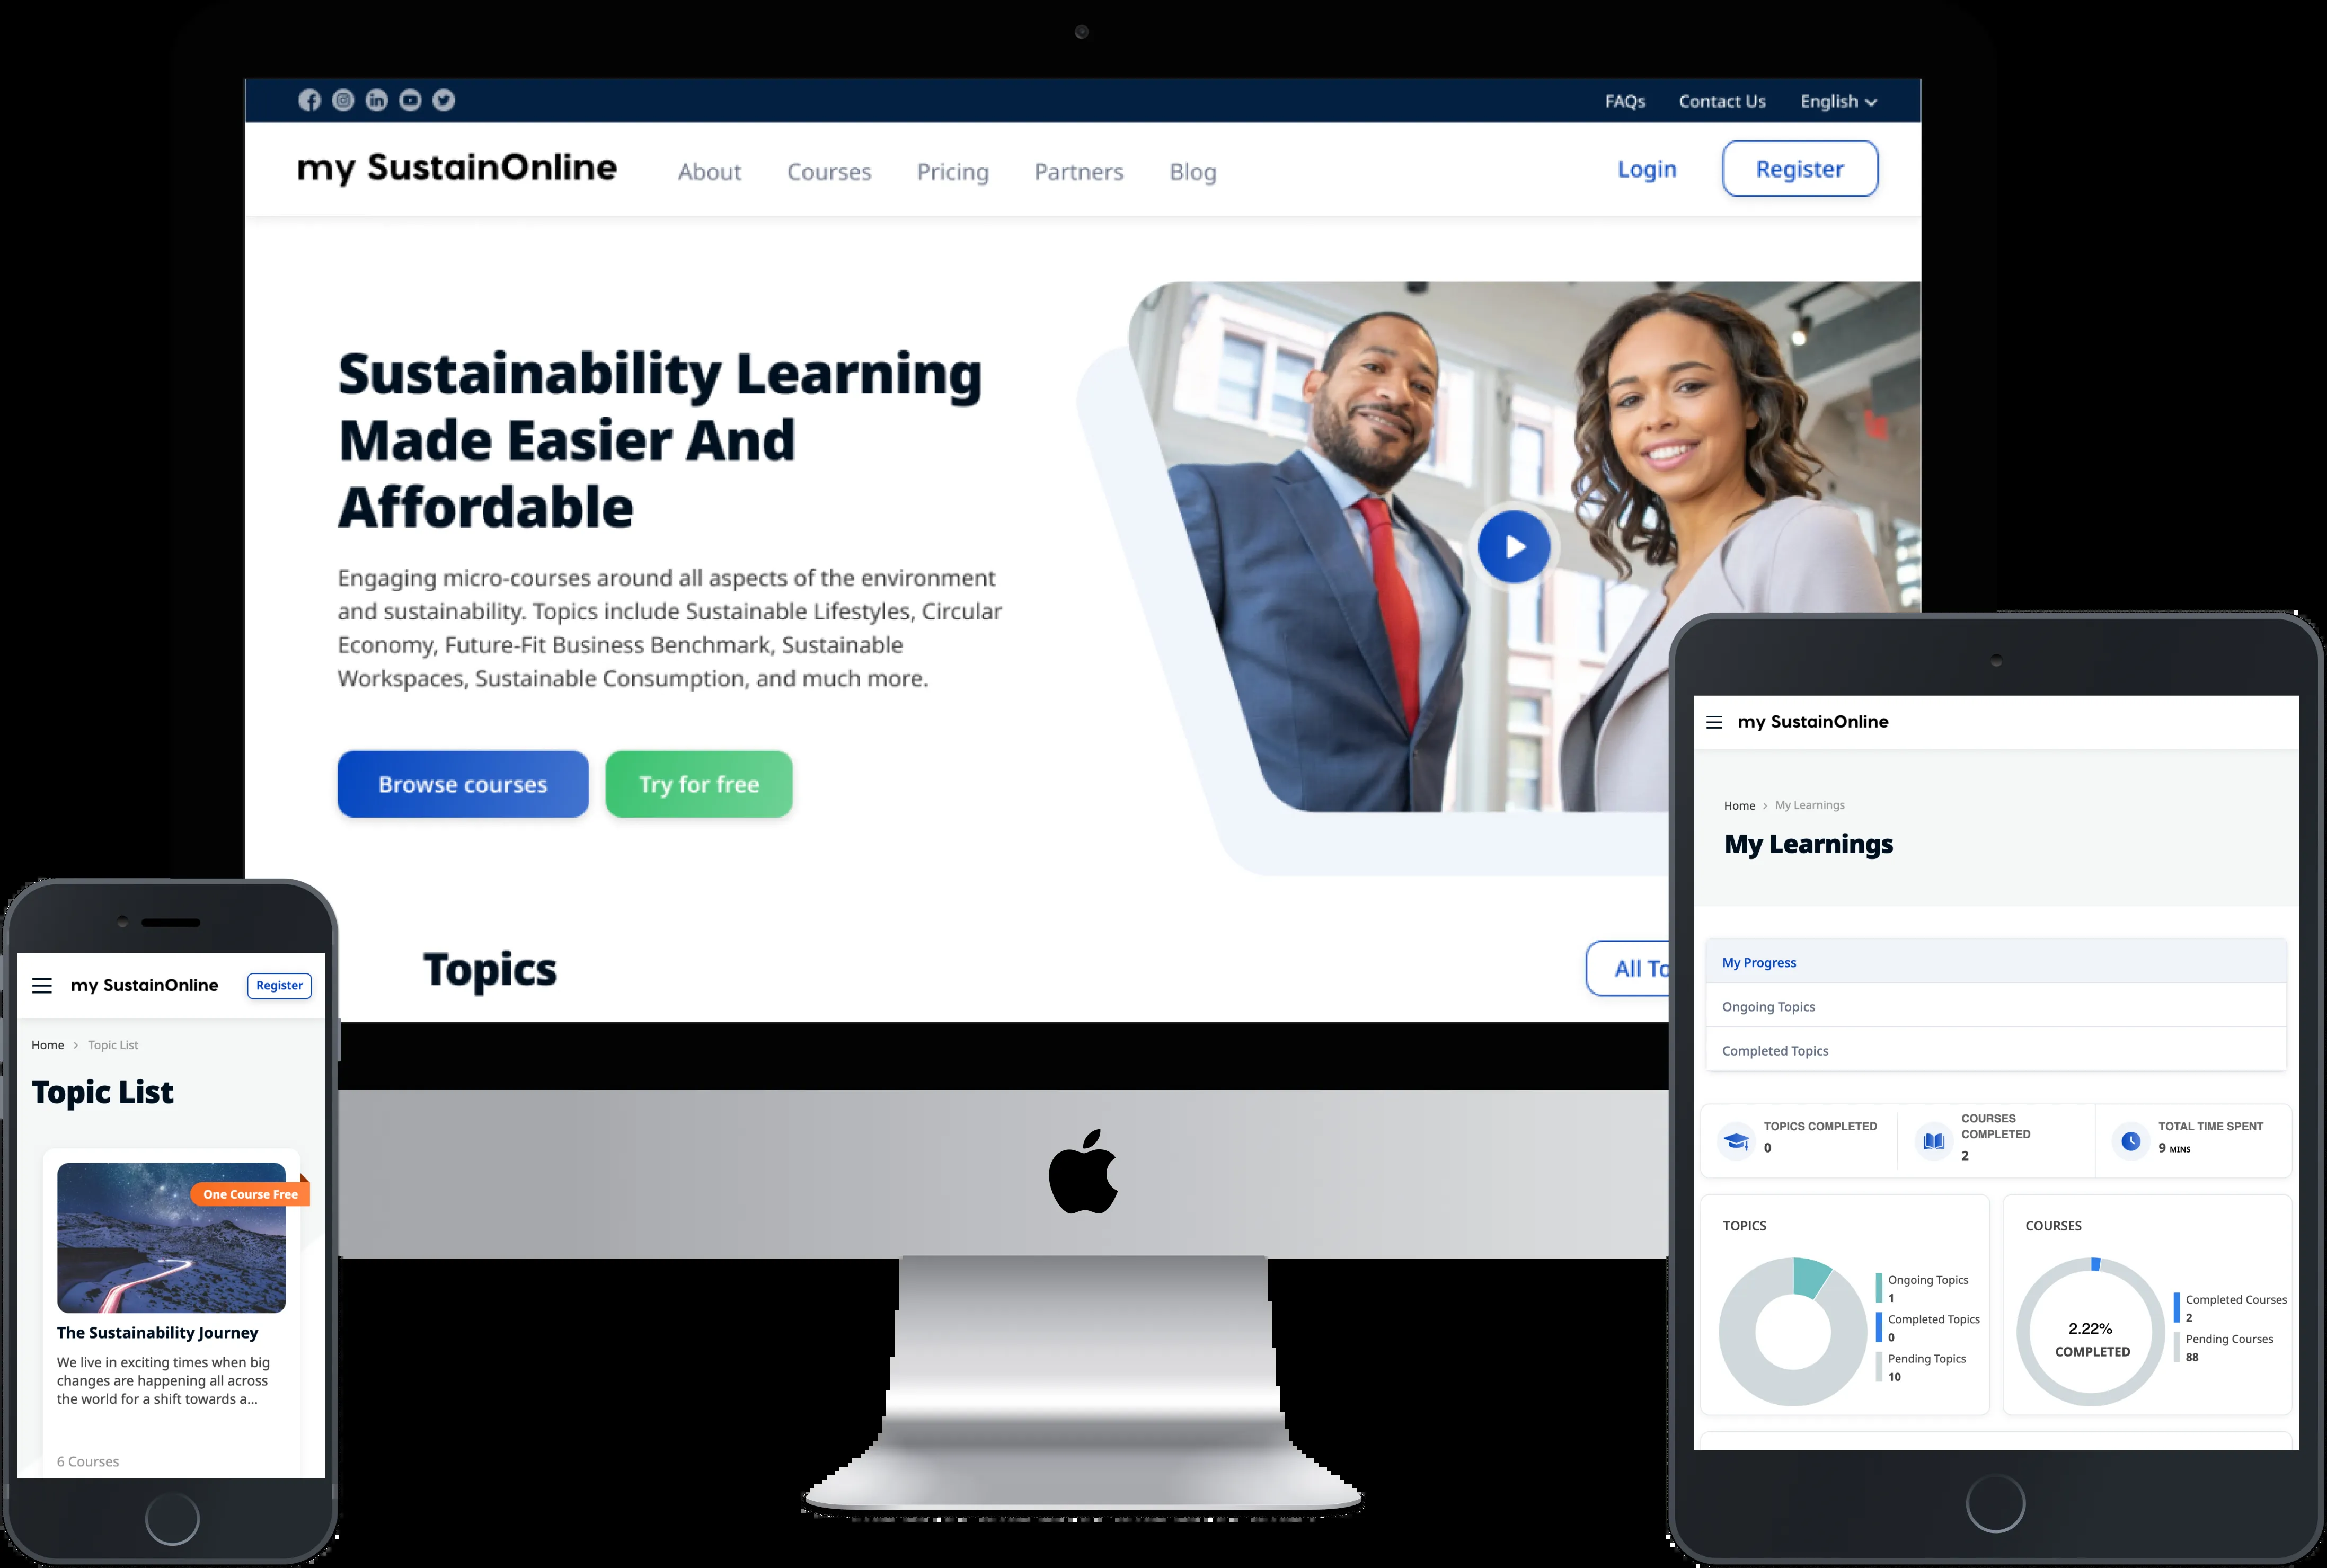 FAQs Contact Us English
my SustainOnline About Courses Pricing Partners Blog Login Register
Sustainability Learning
Made Easier And
Affordable
Engaging micro-courses around all aspects of the environment
and sustainability. Topics include Sustainable Lifestyles, Circular
Economy, Future-Fit Business Benchmark, Sustainable
Workspaces, Sustainable Consumption, and much more.
Browse courses Try for free
Topics All To
my SustainOnline Register
Home > Topic List
Topic List
One Course Free
The Sustainability Journey
We live in exciting times when big
changes are happening all across
the world for a shift towards a...
6 Courses
my SustainOnline
Home > My Learnings
My Learnings
My Progress
Ongoing Topics
Completed Topics
TOPICS COMPLETED
0
COURSES
COMPLETED
2
TOTAL TIME SPENT
9 MINS
TOPICS
Ongoing Topics
1
Completed Topics
0
Pending Topics
10
COURSES
2.22%
COMPLETED
Completed Courses
2
Pending Courses
88